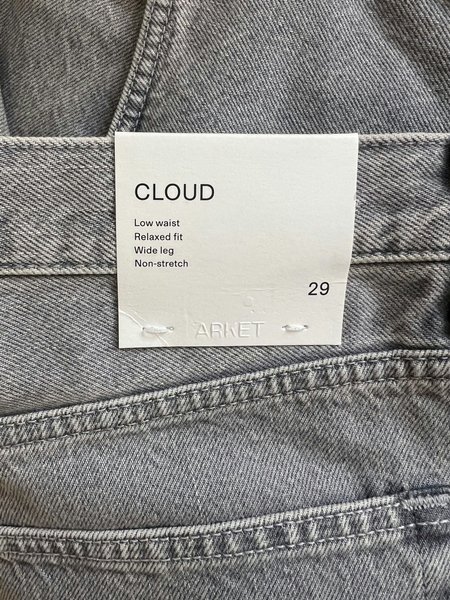 CLOUD
Low waist
Relaxed fit
Wide leg
Non-stretch
29
ARKET